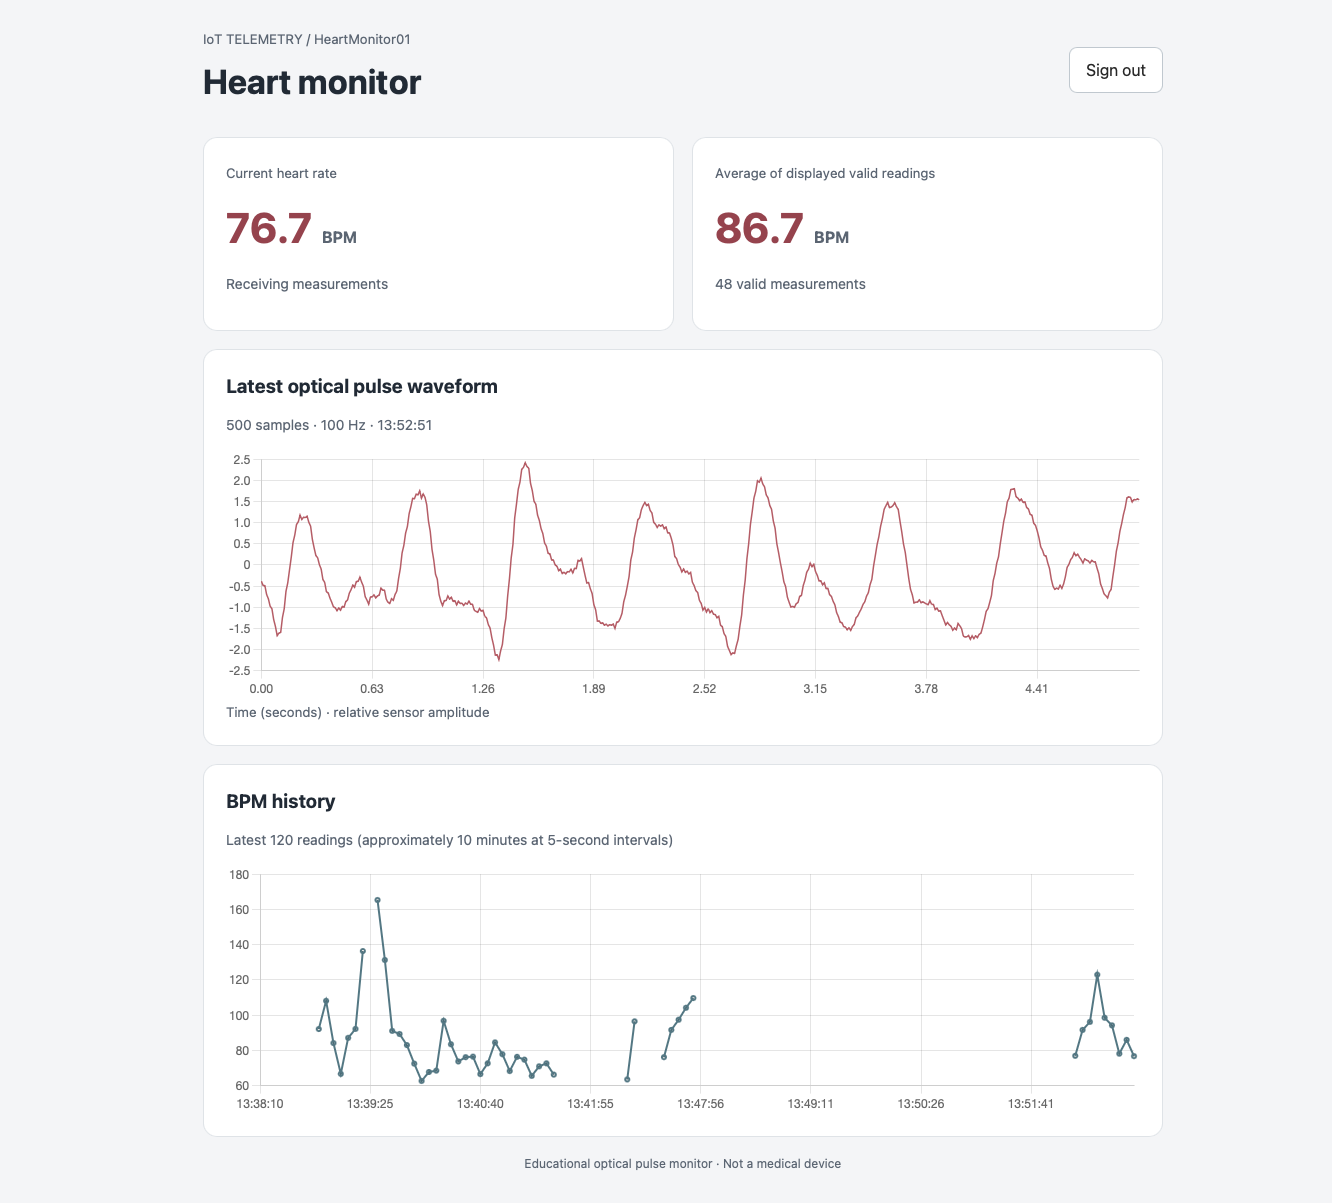 IoT TELEMETRY / HeartMonitor01
Heart monitor
Sign out
Current heart rate
76.7 BPM
Receiving measurements
Average of displayed valid readings
86.7 BPM
48 valid measurements
Latest optical pulse waveform
500 samples · 100 Hz · 13:52:51
2.5
2.0
1.5
1.0
0.5
0
-0.5
-1.0
-1.5
-2.0
-2.5
0.00 0.63 1.26 1.89 2.52 3.15 3.78 4.41
Time (seconds) · relative sensor amplitude
BPM history
Latest 120 readings (approximately 10 minutes at 5-second intervals)
180
160
140
120
100
80
60
13:38:10 13:39:25 13:40:40 13:41:55 13:47:56 13:49:11 13:50:26 13:51:41
Educational optical pulse monitor · Not a medical device